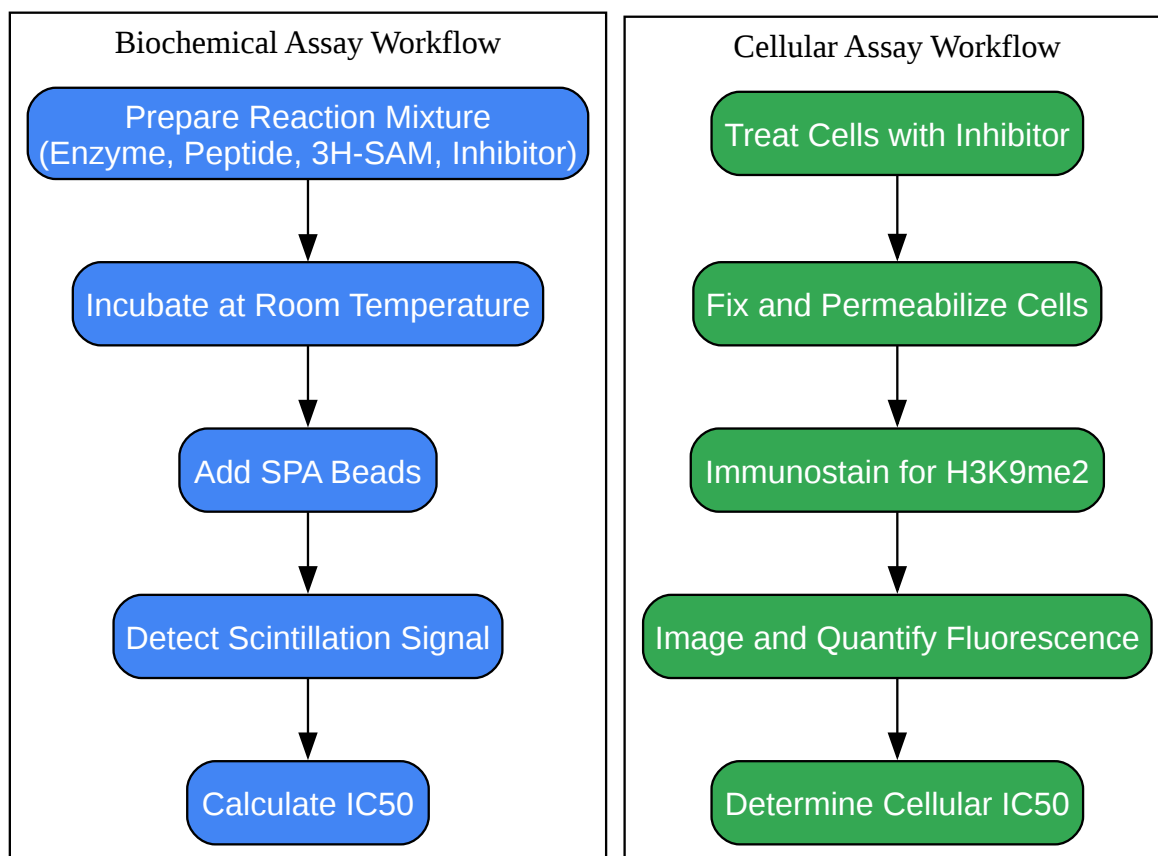 Biochemical Assay Workflow
Prepare Reaction Mixture
(Enzyme, Peptide, 3H-SAM, Inhibitor)
Incubate at Room Temperature
Add SPA Beads
Detect Scintillation Signal
Calculate IC50
Cellular Assay Workflow
Treat Cells with Inhibitor
Fix and Permeabilize Cells
Immunostain for H3K9me2
Image and Quantify Fluorescence
Determine Cellular IC50